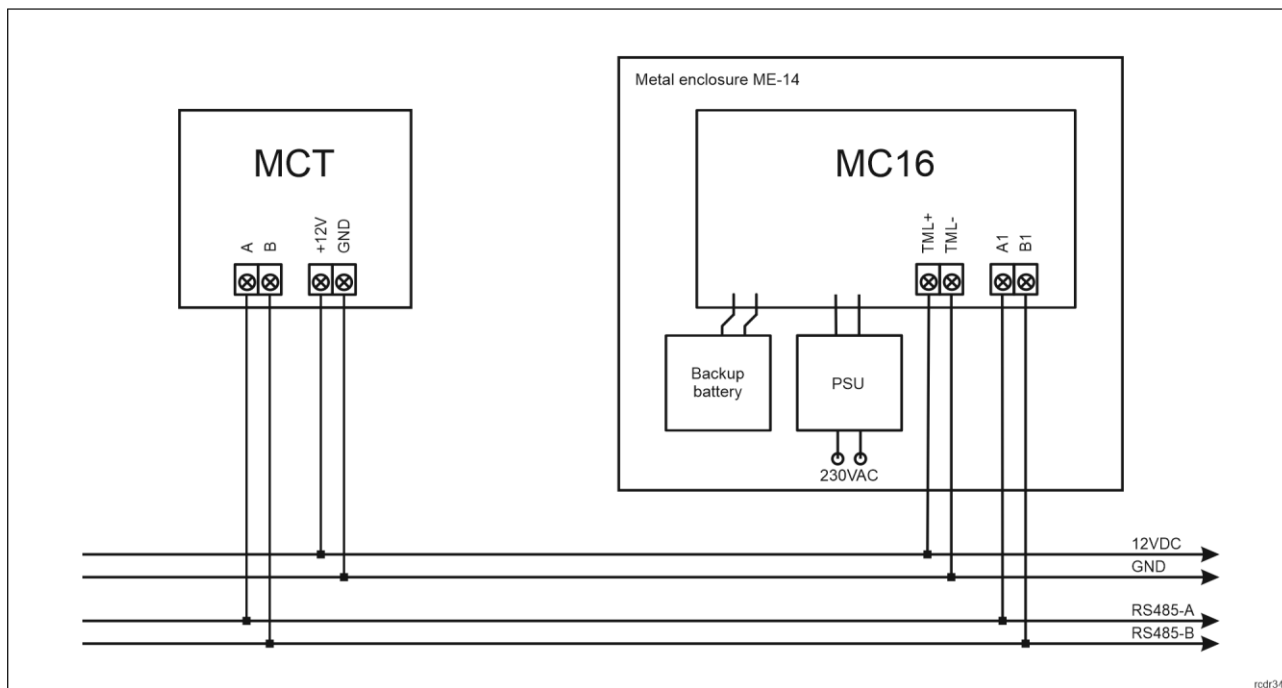 Metal enclosure ME-14
MCT
MC16
A
B
+12V
GND
TML+
TML-
A1
B1
Backup
battery
PSU
230VAC
12VDC
GND
RS485-A
RS485-B
rcdr34